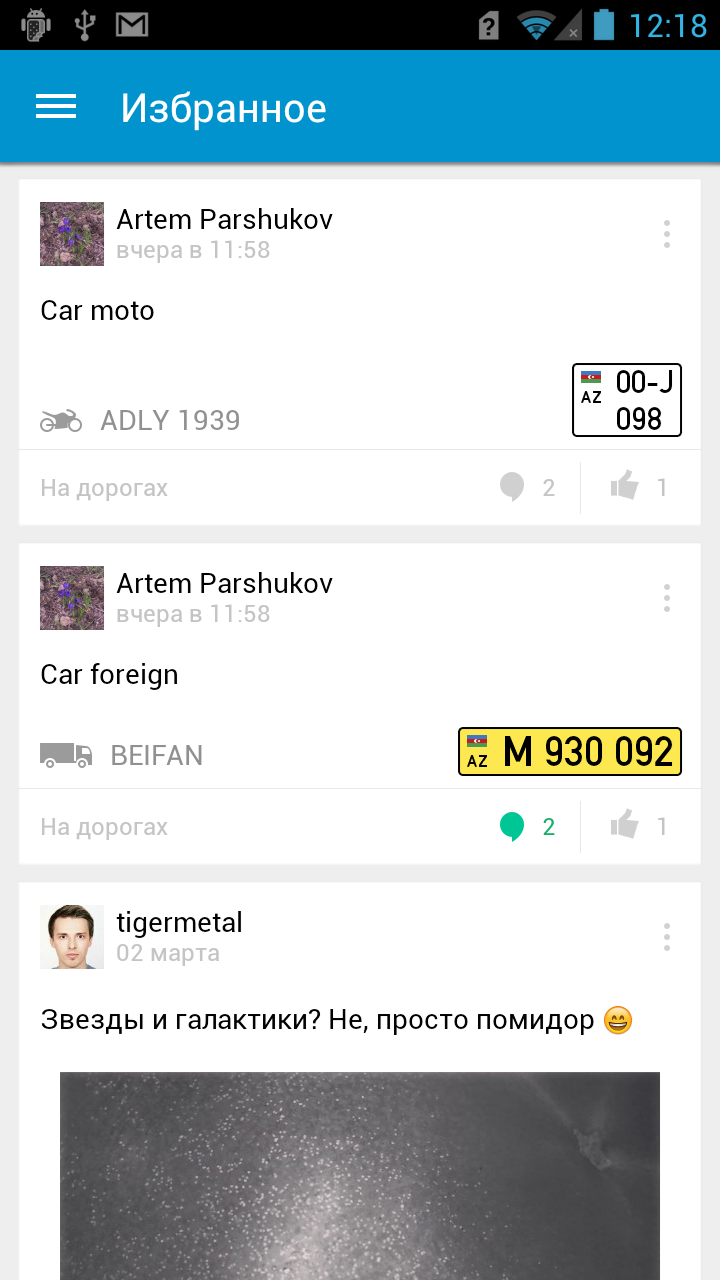 12:18
Избранное
Artem Parshukov
вчера в 11:58
Car moto
ADLY 1939
AZ 00-J
098
На дорогах 2 1
Artem Parshukov
вчера в 11:58
Car foreign
BEIFAN
AZ M 930 092
На дорогах 2 1
tigermetal
02 марта
Звезды и галактики? Не, просто помидор 😄